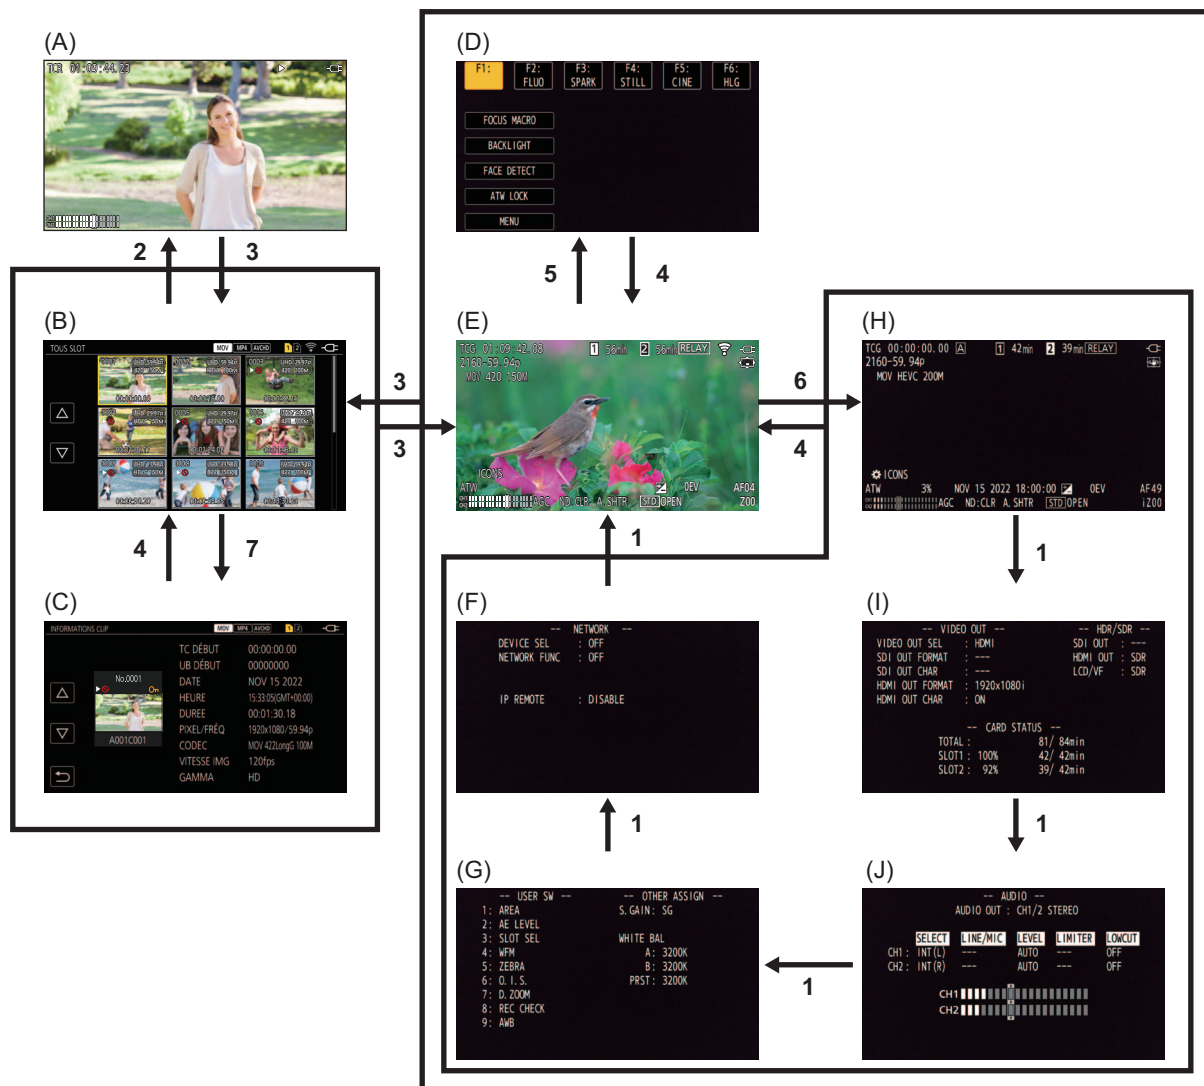 (A)
TCR 01:09:44.23
CH1
CH2
2
3
(B)
TOUS SLOT
MOV MP4 AVCHD 1 2
4
7
(C)
INFORMATIONS CLIP
MOV MP4 AVCHD 1 2
No.0001
A001C001
TC DÉBUT 00:00:00.00
UB DÉBUT 00000000
DATE NOV 15 2022
HEURE 15:33:05(GMT+00:00)
DUREE 00:01:30.18
PIXEL/FRÉQ 1920x1080/59.94p
CODEC MOV 422LongG 100M
VITESSE IMG 120fps
GAMMA HD
(D)
F1:
F2:
FLUO
F3:
SPARK
F4:
STILL
F5:
CINE
F6:
HLG
FOCUS MACRO
BACKLIGHT
FACE DETECT
ATW LOCK
MENU
5
4
3
3
(E)
TCG 01:09:42.08 1 56min 2 56min RELAY
2160-59.94p
MOV 420 150M
ICONS
ATW 0EV AF04
CH1
CH2
AGC ND:CLR A.SHTR STD OPEN Z00
6
4
1
(H)
TCG 00:00:00.00 A 1 42min 2 39min RELAY
2160-59.94p
MOV HEVC 200M
ICONS
ATW 3% NOV 15 2022 18:00:00 0EV AF49
CH1
CH2
AGC ND:CLR A.SHTR STD OPEN iZ00
1
(F)
-- NETWORK --
DEVICE SEL : OFF
NETWORK FUNC : OFF
IP REMOTE : DISABLE
1
(I)
-- VIDEO OUT -- -- HDR/SDR --
VIDEO OUT SEL : HDMI SDI OUT : ---
SDI OUT FORMAT : --- HDMI OUT : SDR
SDI OUT CHAR : --- LCD/VF : SDR
HDMI OUT FORMAT : 1920x1080i
HDMI OUT CHAR : ON
-- CARD STATUS --
TOTAL : 81/ 84min
SLOT1 : 100% 42/ 42min
SLOT2 : 92% 39/ 42min
1
(G)
-- USER SW -- -- OTHER ASSIGN --
1: AREA S.GAIN: SG
2: AE LEVEL
3: SLOT SEL WHITE BAL
4: WFM A: 3200K
5: ZEBRA B: 3200K
6: O.I.S. PRST: 3200K
7: D.ZOOM
8: REC CHECK
9: AWB
1
(J)
-- AUDIO --
AUDIO OUT : CH1/2 STEREO
SELECT LINE/MIC LEVEL LIMITER LOWCUT
CH1 : INT(L) --- AUTO --- OFF
CH2 : INT(R) --- AUTO --- OFF
CH1
CH2